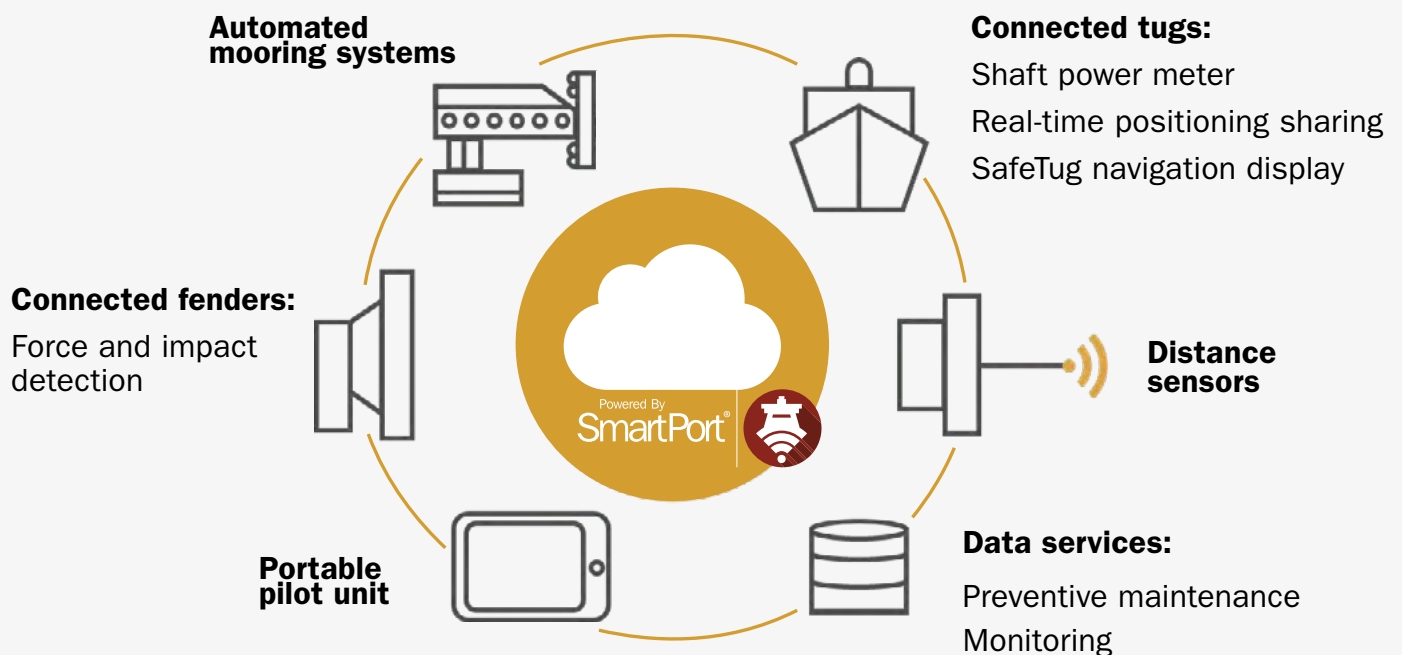 Automated
mooring systems
Connected tugs:
Shaft power meter
Real-time positioning sharing
SafeTug navigation display
Connected fenders:
Force and impact
detection
Distance
sensors
Powered By
SmartPort®
Portable
pilot unit
Data services:
Preventive maintenance
Monitoring